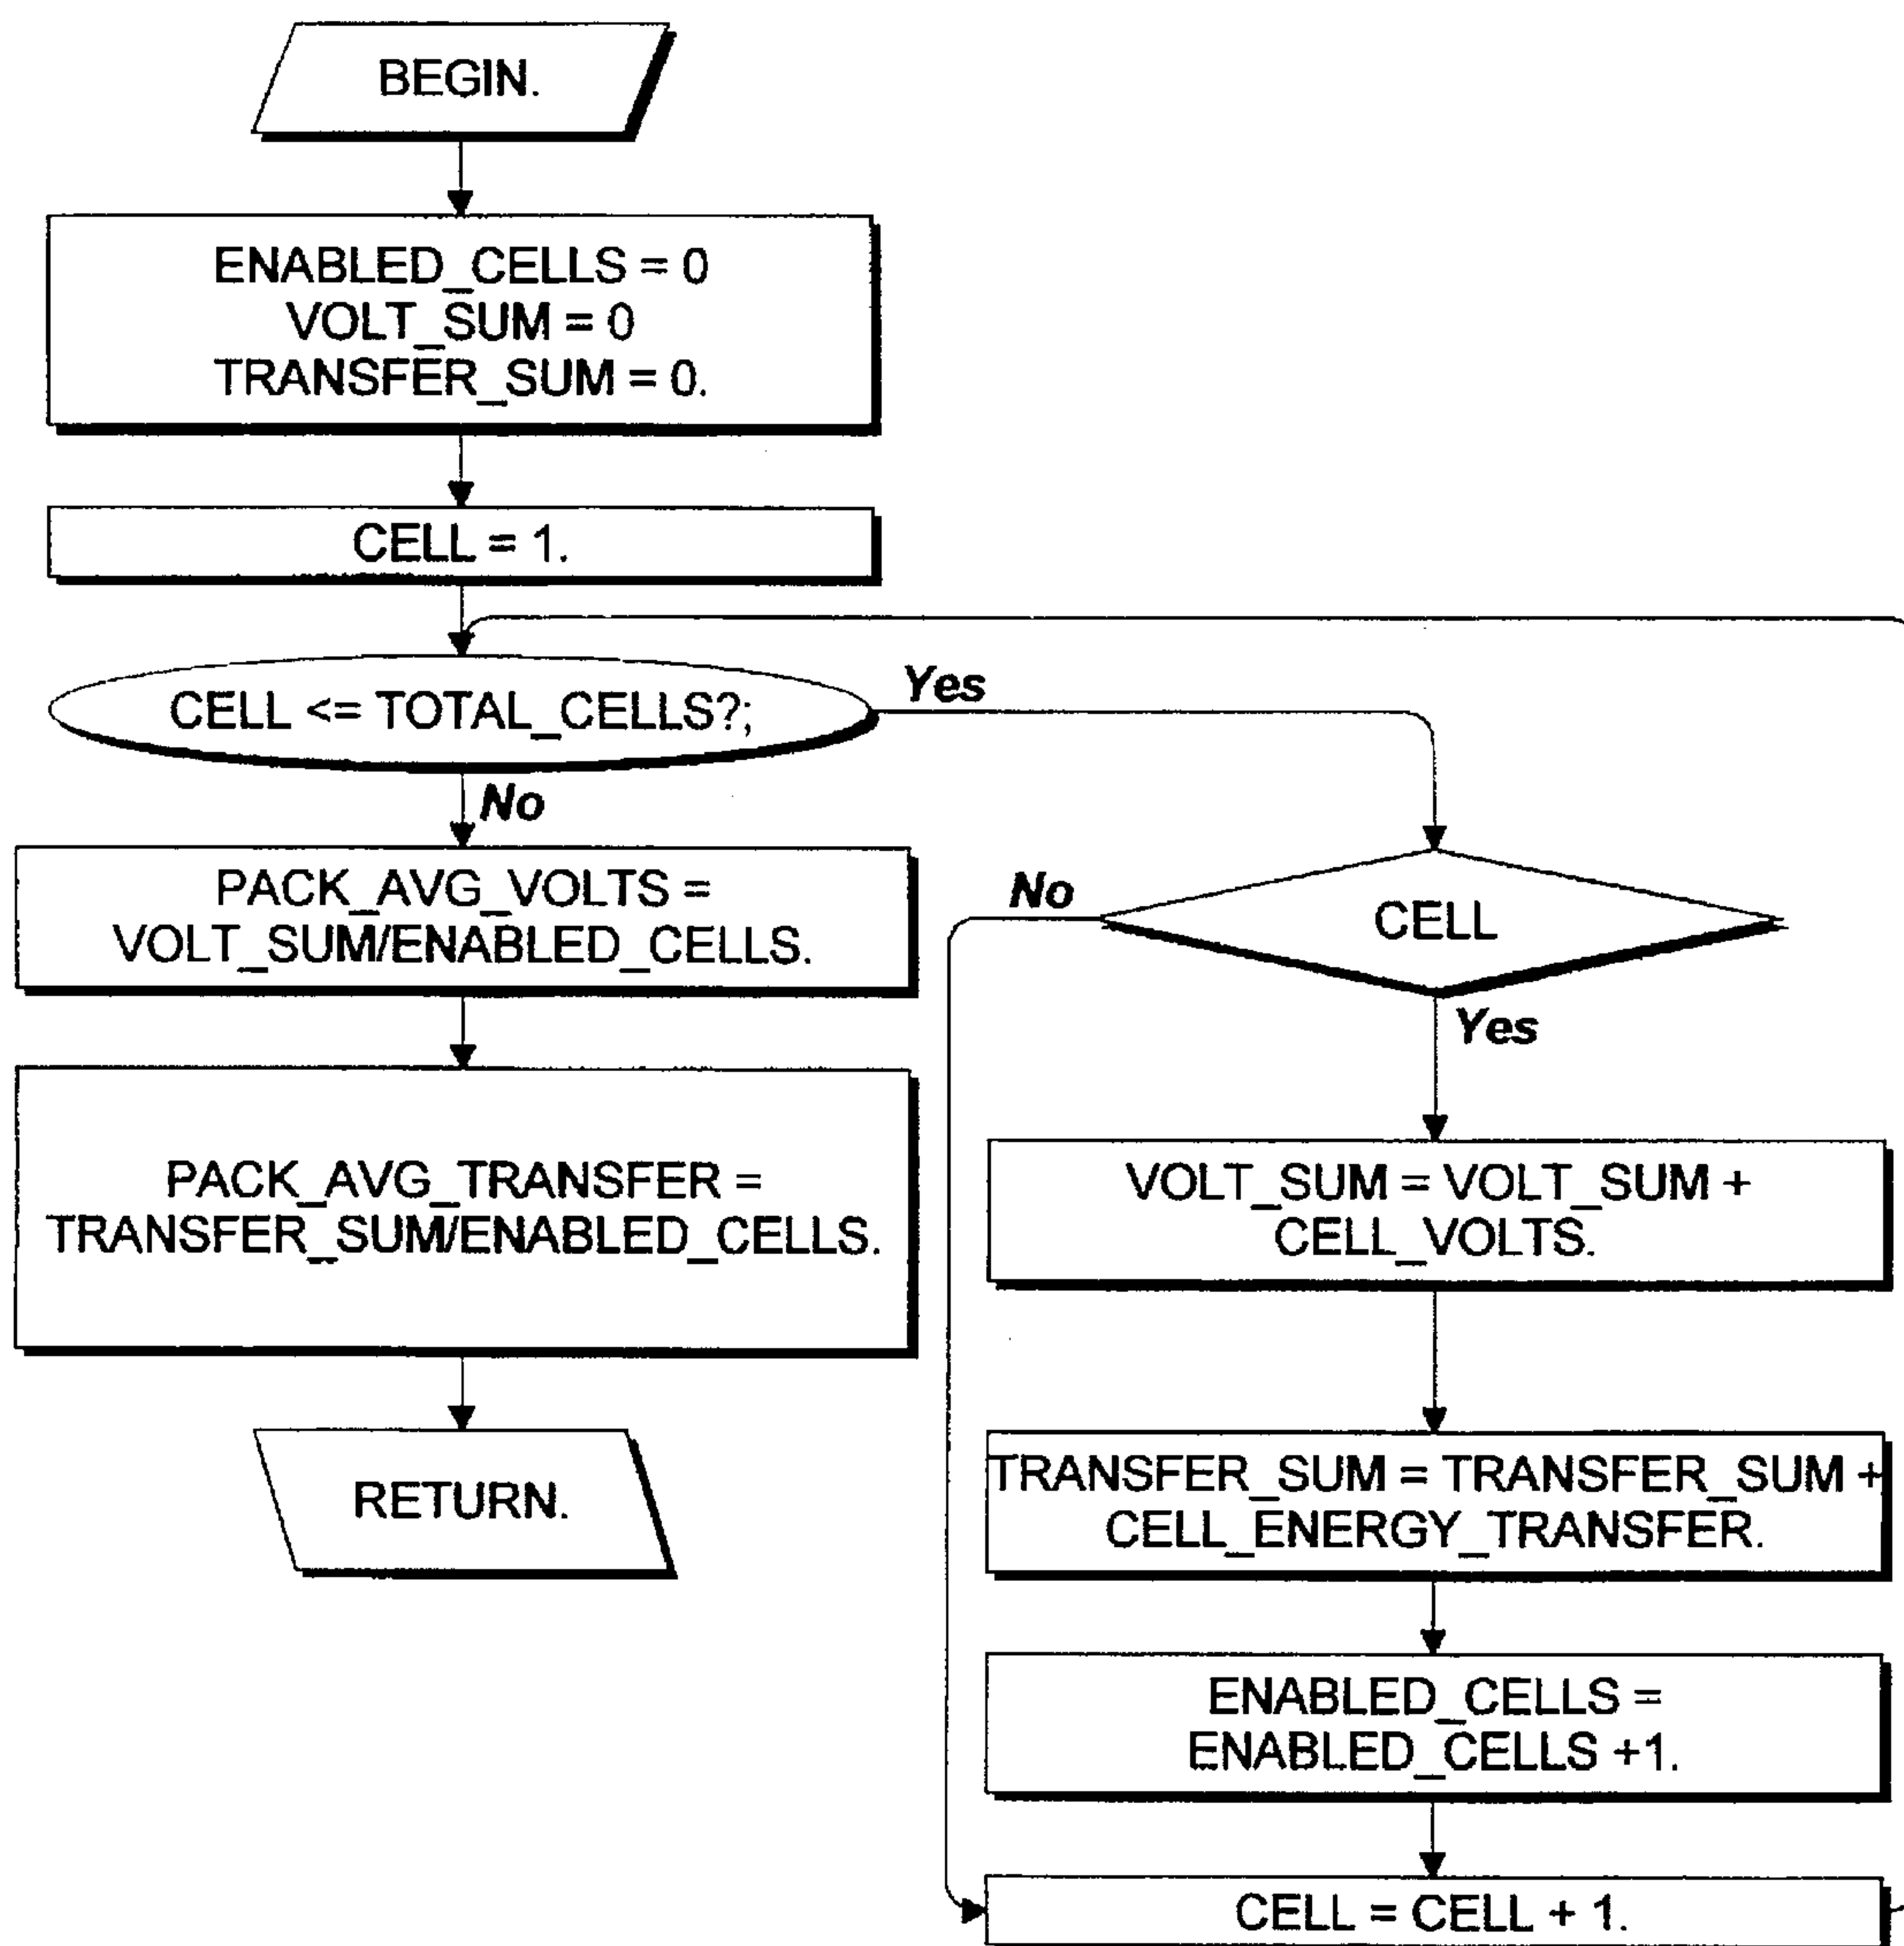 BEGIN.
ENABLED_CELLS = 0
VOLT_SUM = 0
TRANSFER_SUM = 0.
CELL = 1.
CELL <= TOTAL_CELLS?;
Yes
No
PACK_AVG_VOLTS =
VOLT_SUM/ENABLED_CELLS.
PACK_AVG_TRANSFER =
TRANSFER_SUM/ENABLED_CELLS.
RETURN.
No
CELL
Yes
VOLT_SUM = VOLT_SUM +
CELL_VOLTS.
TRANSFER_SUM = TRANSFER_SUM +
CELL_ENERGY_TRANSFER.
ENABLED_CELLS =
ENABLED_CELLS +1.
CELL = CELL + 1.